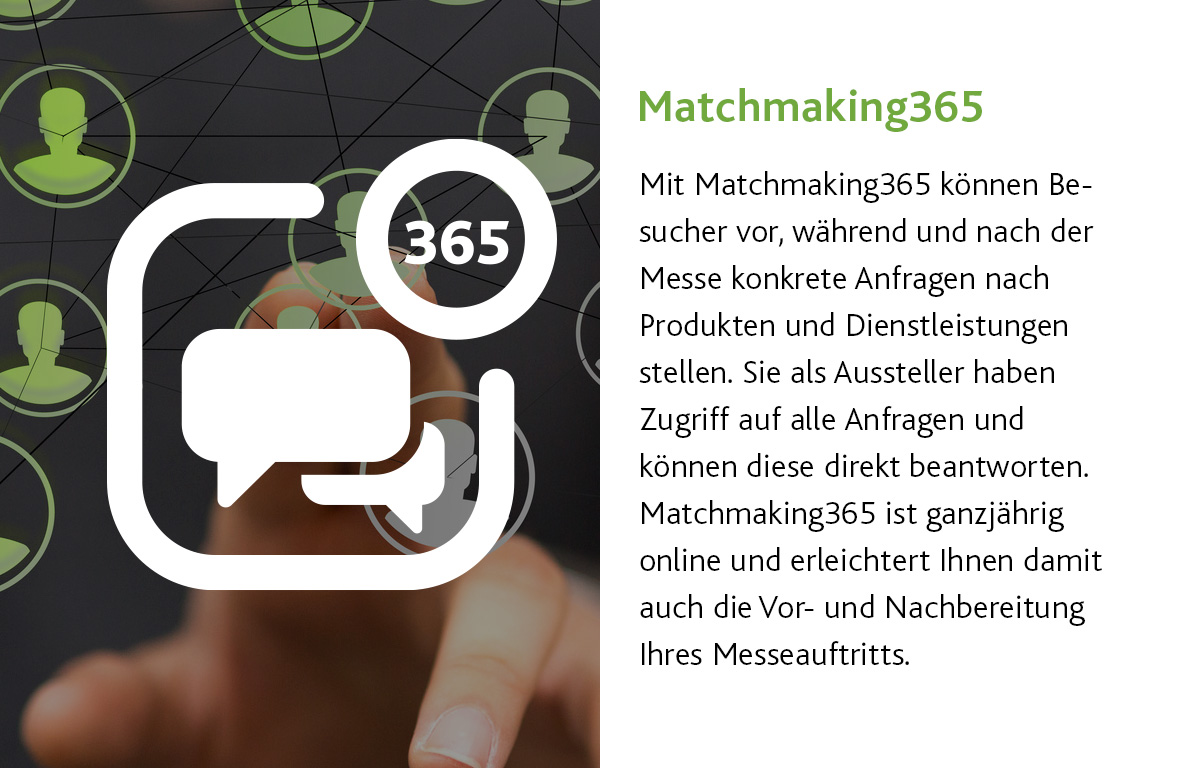 365
Matchmaking365
Mit Matchmaking365 können Be-
sucher vor, während und nach der
Messe konkrete Anfragen nach
Produkten und Dienstleistungen
stellen. Sie als Aussteller haben
Zugriff auf alle Anfragen und
können diese direkt beantworten.
Matchmaking365 ist ganzjährig
online und erleichtert Ihnen damit
auch die Vor- und Nachbereitung
Ihres Messeauftritts.